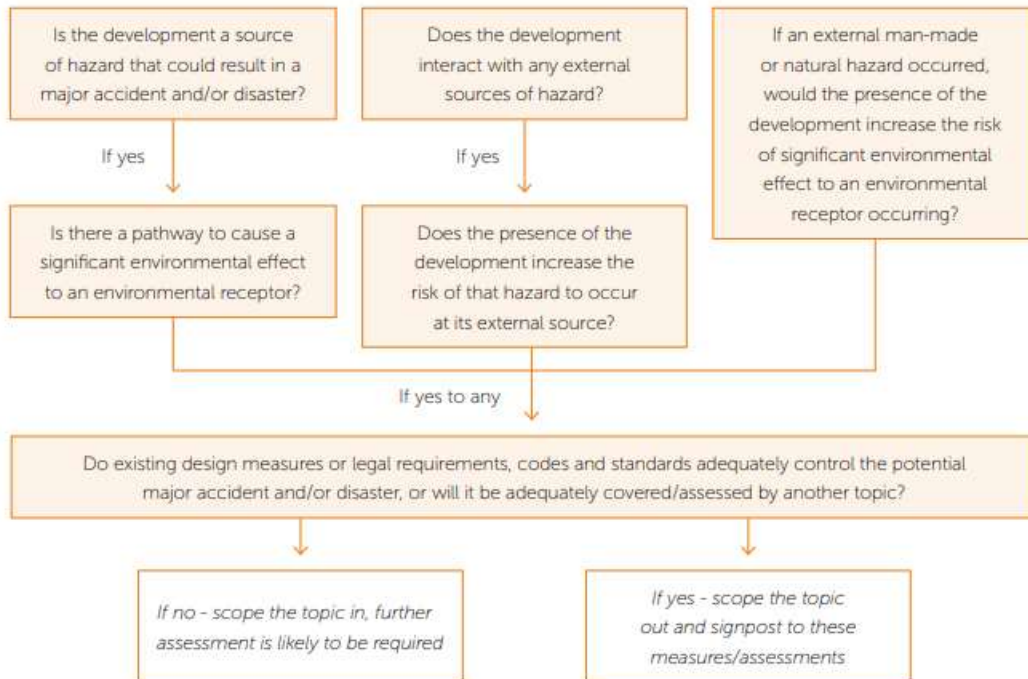 Is the development a source
of hazard that could result in a
major accident and/or disaster?
Does the development
interact with any external
sources of hazard?
If an external man-made
or natural hazard occurred,
would the presence of the
development increase the risk
of significant environmental
effect to an environmental
receptor occurring?
If yes
If yes
Is there a pathway to cause a
significant environmental effect
to an environmental receptor?
Does the presence of the
development increase the
risk of that hazard to occur
at its external source?
If yes to any
Do existing design measures or legal requirements, codes and standards adequately control the potential
major accident and/or disaster, or will it be adequately covered/assessed by another topic?
If no - scope the topic in, further
assessment is likely to be required
If yes - scope the topic
out and signpost to these
measures/assessments